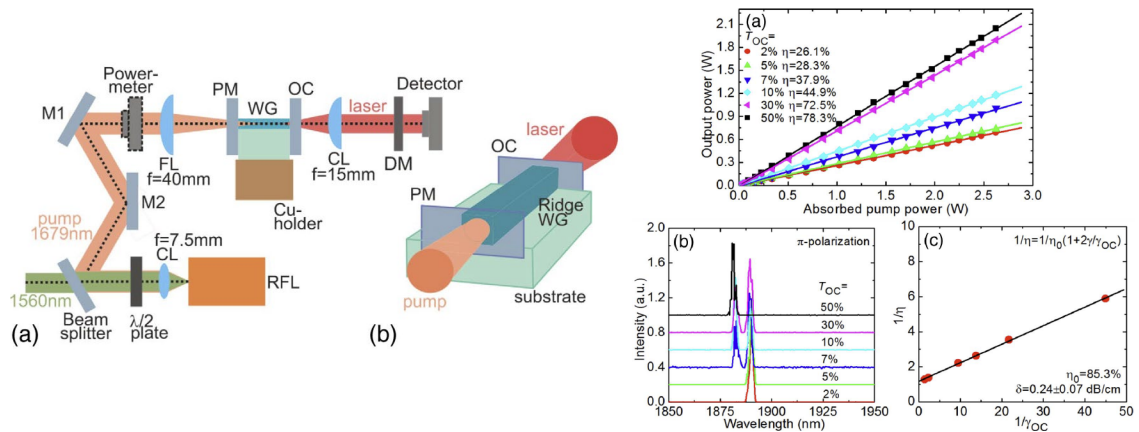 M1
Power-
meter
PM
WG
OC
laser
Detector
FL
f=40mm
CL
f=15mm
DM
M2
Cu-
holder
pump
1679nm
f=7.5mm
CL
RFL
1560nm
Beam
splitter
λ/2
plate
(a)
laser
OC
PM
Ridge
WG
pump
substrate
(b)
(a)
T_OC=
2% η=26.1%
5% η=28.3%
7% η=37.9%
10% η=44.9%
30% η=72.5%
50% η=78.3%
Output power (W)
2.1
1.8
1.5
1.2
0.9
0.6
0.3
0.0
0.0 0.5 1.0 1.5 2.0 2.5 3.0
Absorbed pump power (W)
(b)
π-polarization
T_OC=
50%
30%
10%
7%
5%
2%
Intensity (a.u.)
2.0
1.6
1.2
0.8
0.4
0.0
1850 1875 1900 1925 1950
Wavelength (nm)
(c)
1/η=1/η₀(1+2γ/γ_OC)
η₀=85.3%
δ=0.24±0.07 dB/cm
1/η
10
8
6
4
2
0
0 10 20 30 40 50
1/γ_OC